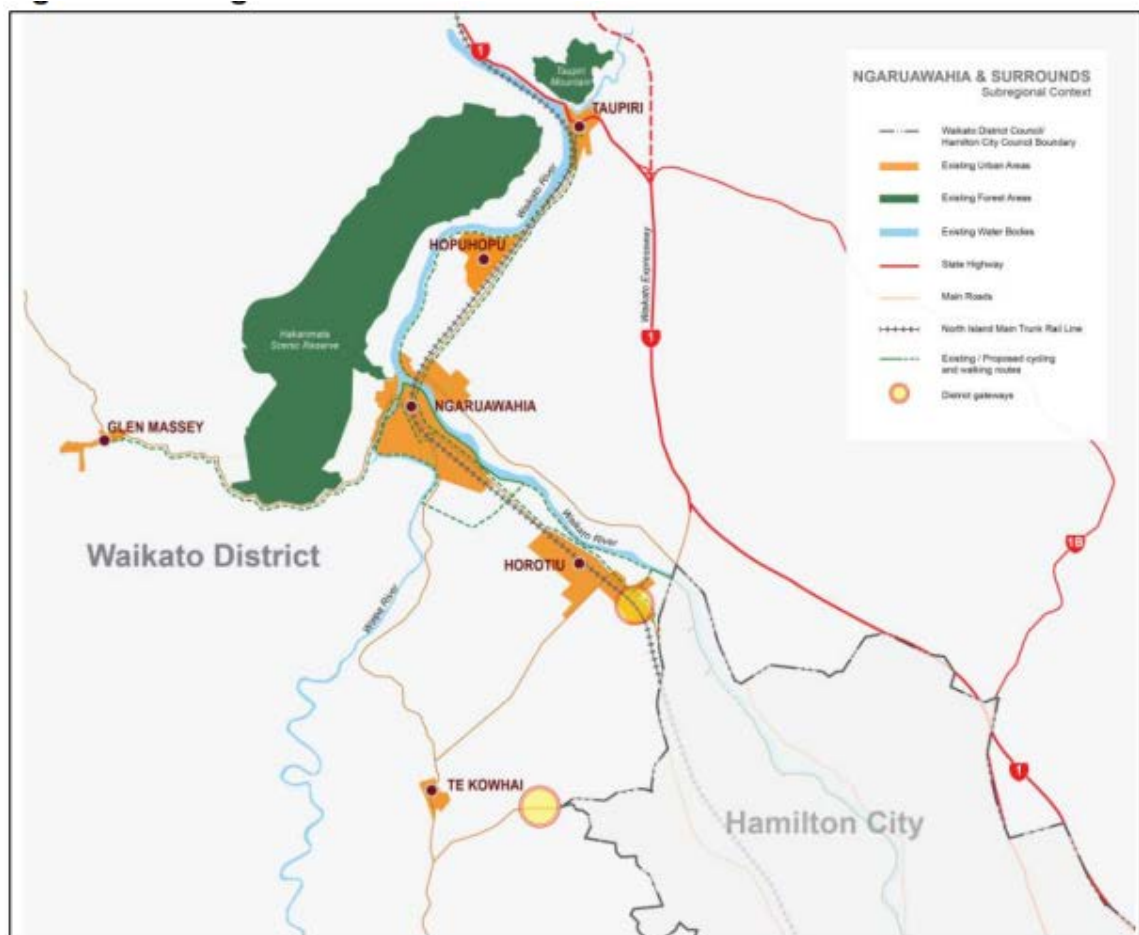 1
Taupiri
Mountain
TAUPIRI
Waikato River
HOPUHOPU
Hakarimata
Scenic Reserve
Waikato Expressway
1
NGARUAWAHIA
GLEN MASSEY
Waikato District
Waikato River
HOROTIU
Waipa River
1B
TE KOWHAI
1
Hamilton City
NGARUAWAHIA & SURROUNDS
Subregional Context
Waikato District Council/
Hamilton City Council Boundary
Existing Urban Areas
Existing Forest Areas
Existing Water Bodies
State Highway
Main Roads
North Island Main Trunk Rail Line
Existing / Proposed cycling
and walking routes
District gateways